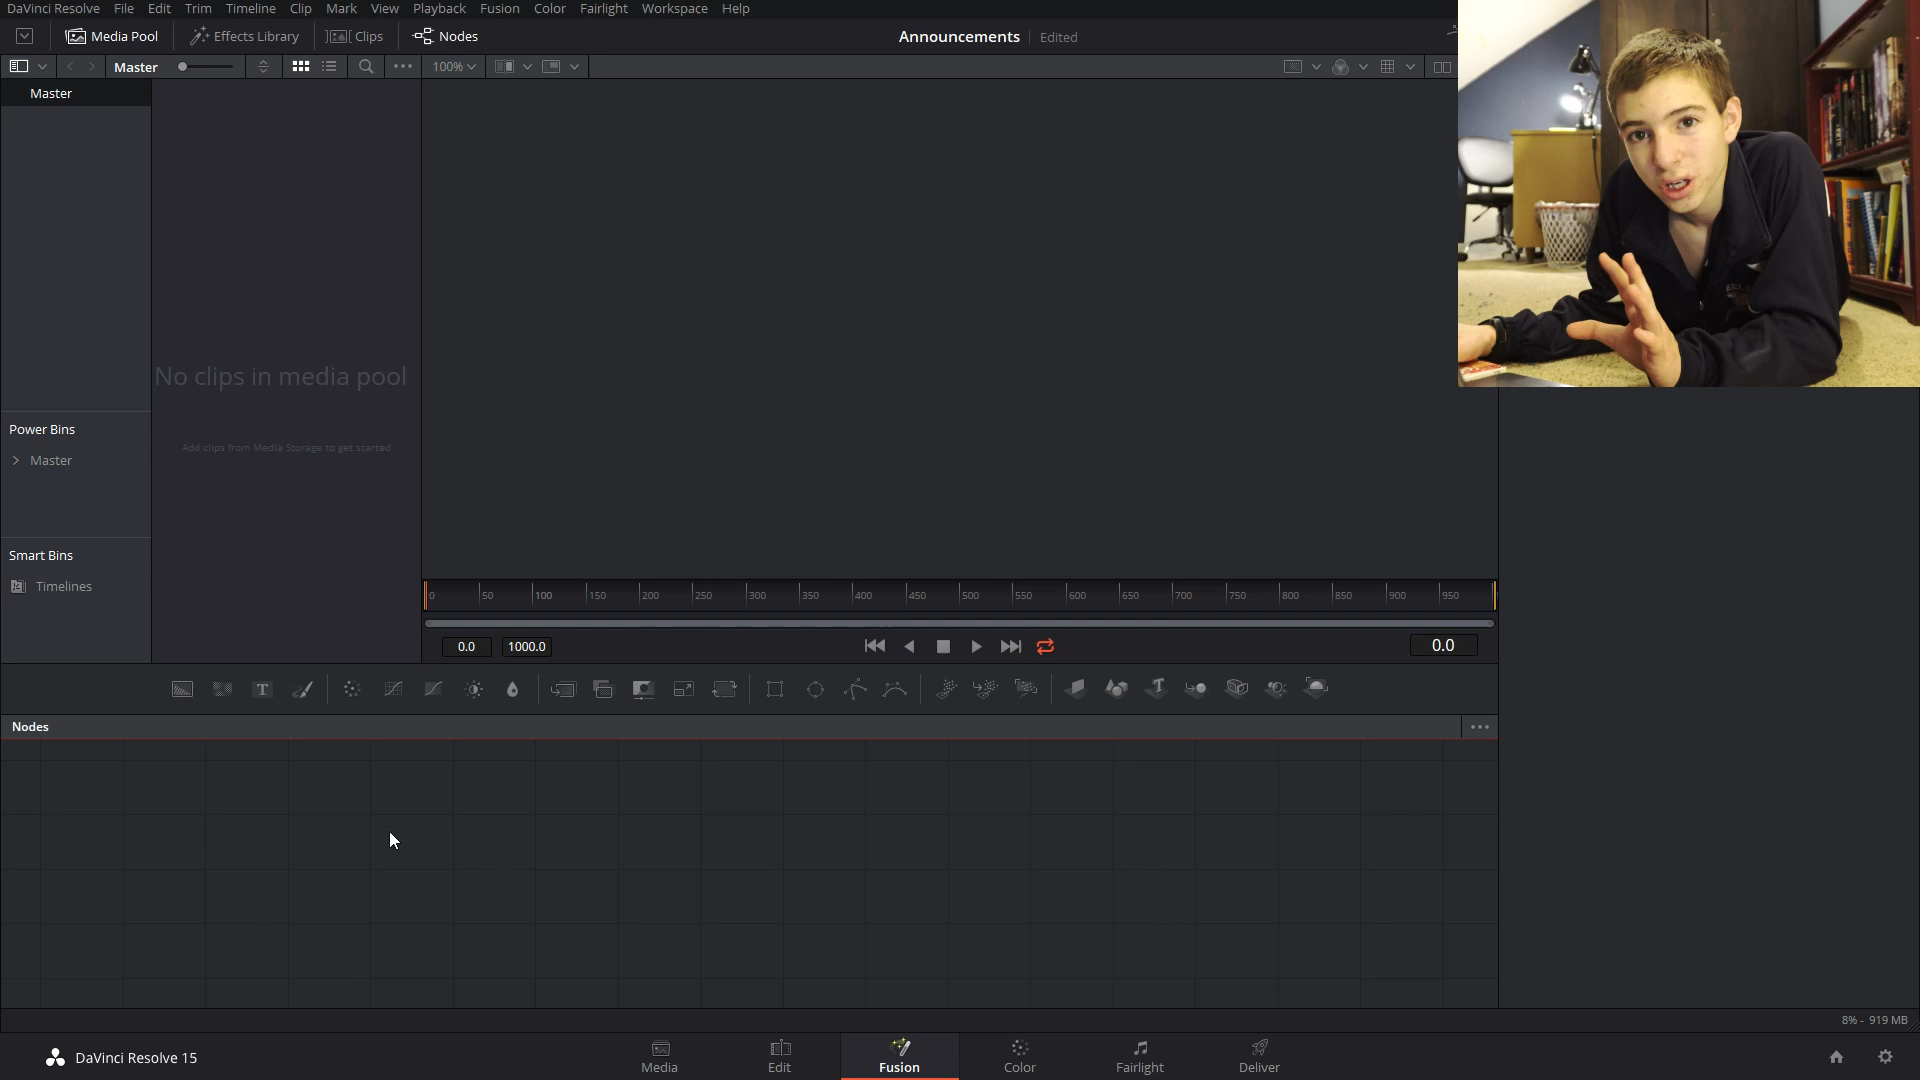 DaVinci Resolve File Edit Trim Timeline Clip Mark View Playback Fusion Color Fairlight Workspace Help
Media Pool Effects Library Clips Nodes Announcements Edited
Master 100%
Master
No clips in media pool
Add clips from Media Storage to get started
Power Bins
Master
Smart Bins
Timelines
0 50 100 150 200 250 300 350 400 450 500 550 600 650 700 750 800 850 900 950
0.0 1000.0 0.0
T T
Nodes
8% - 919 MB
DaVinci Resolve 15 Media Edit Fusion Color Fairlight Deliver